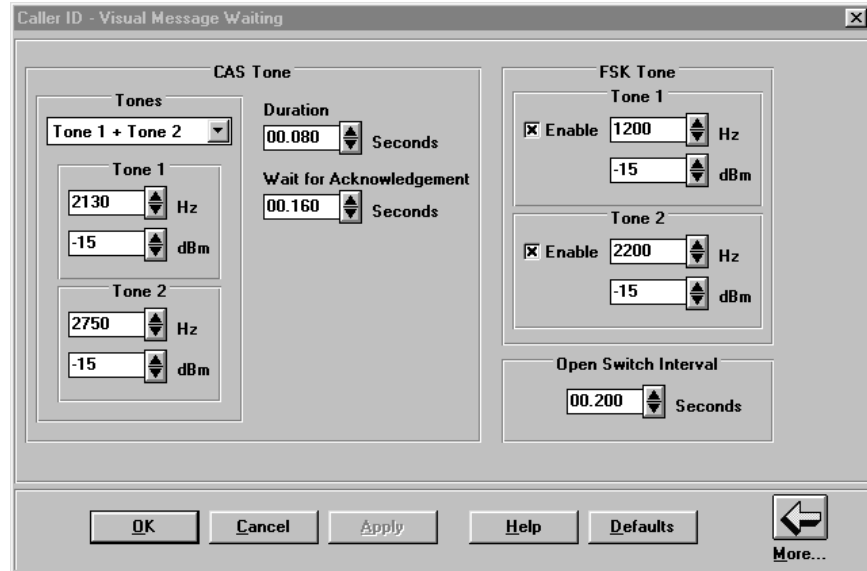 Caller ID - Visual Message Waiting
CAS Tone
Tones
Tone 1 + Tone 2
Tone 1
2130 Hz
-15 dBm
Tone 2
2750 Hz
-15 dBm
Duration
00.080 Seconds
Wait for Acknowledgement
00.160 Seconds
FSK Tone
Tone 1
Enable 1200 Hz
-15 dBm
Tone 2
Enable 2200 Hz
-15 dBm
Open Switch Interval
00.200 Seconds
OK Cancel Apply Help Defaults More...